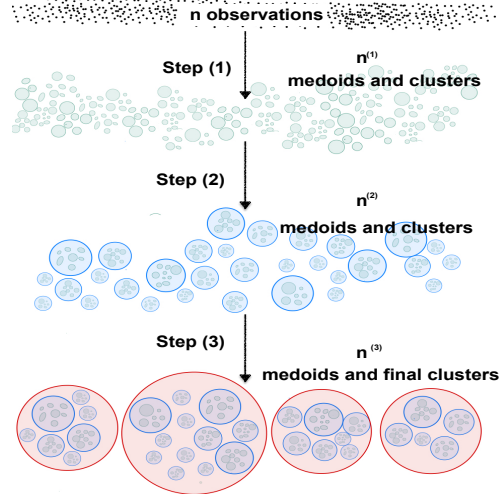 n observations
Step (1)
n(1)
medoids and clusters
Step (2)
n(2)
medoids and clusters
Step (3)
n (3)
medoids and final clusters